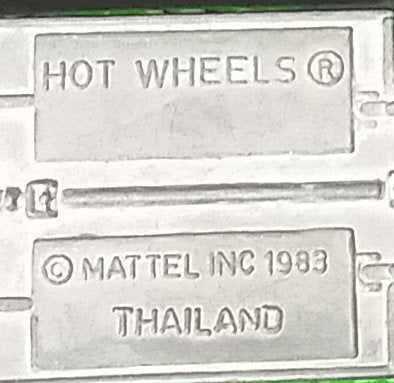 HOT WHEELS®
© MATTEL INC 1983
THAILAND